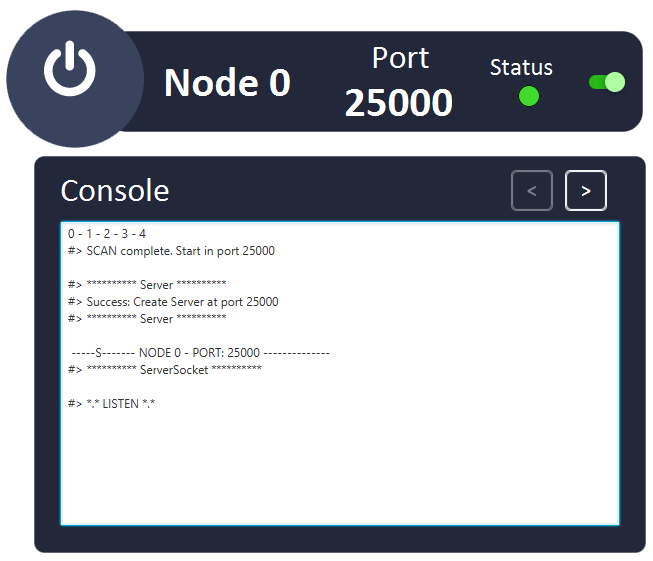 Node 0
Port
25000
Status
Console
<
>
0 - 1 - 2 - 3 - 4
#> SCAN complete. Start in port 25000
#> ********** Server **********
#> Success: Create Server at port 25000
#> ********** Server **********
-----S------- NODE 0 - PORT: 25000 --------------
#> ********** ServerSocket **********
#> *.* LISTEN *.*